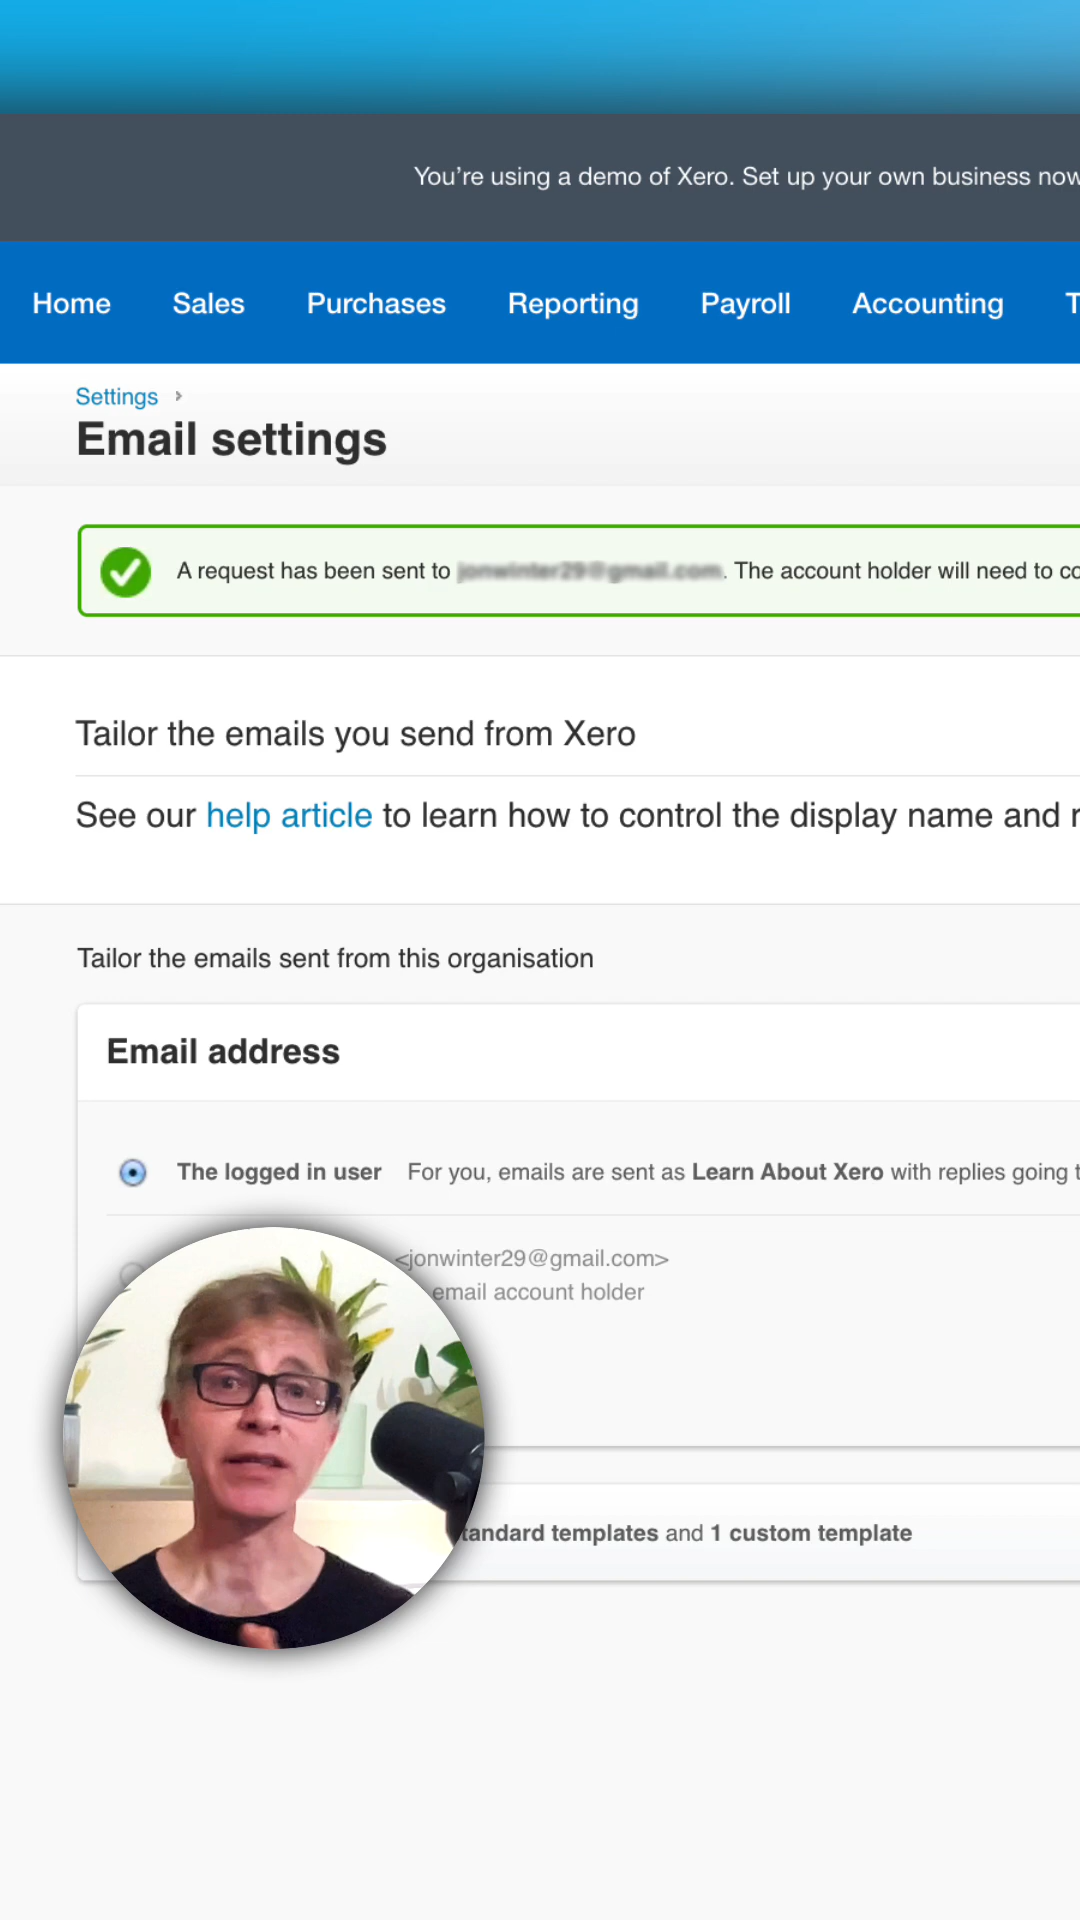 You’re using a demo of Xero. Set up your own business now
Home Sales Purchases Reporting Payroll Accounting T
Settings
Email settings
A request has been sent to jonwinter29@gmail.com. The account holder will need to co
Tailor the emails you send from Xero
See our help article to learn how to control the display name and r
Tailor the emails sent from this organisation
Email address
The logged in user For you, emails are sent as Learn About Xero with replies going t
<jonwinter29@gmail.com>
email account holder
tandard templates and 1 custom template